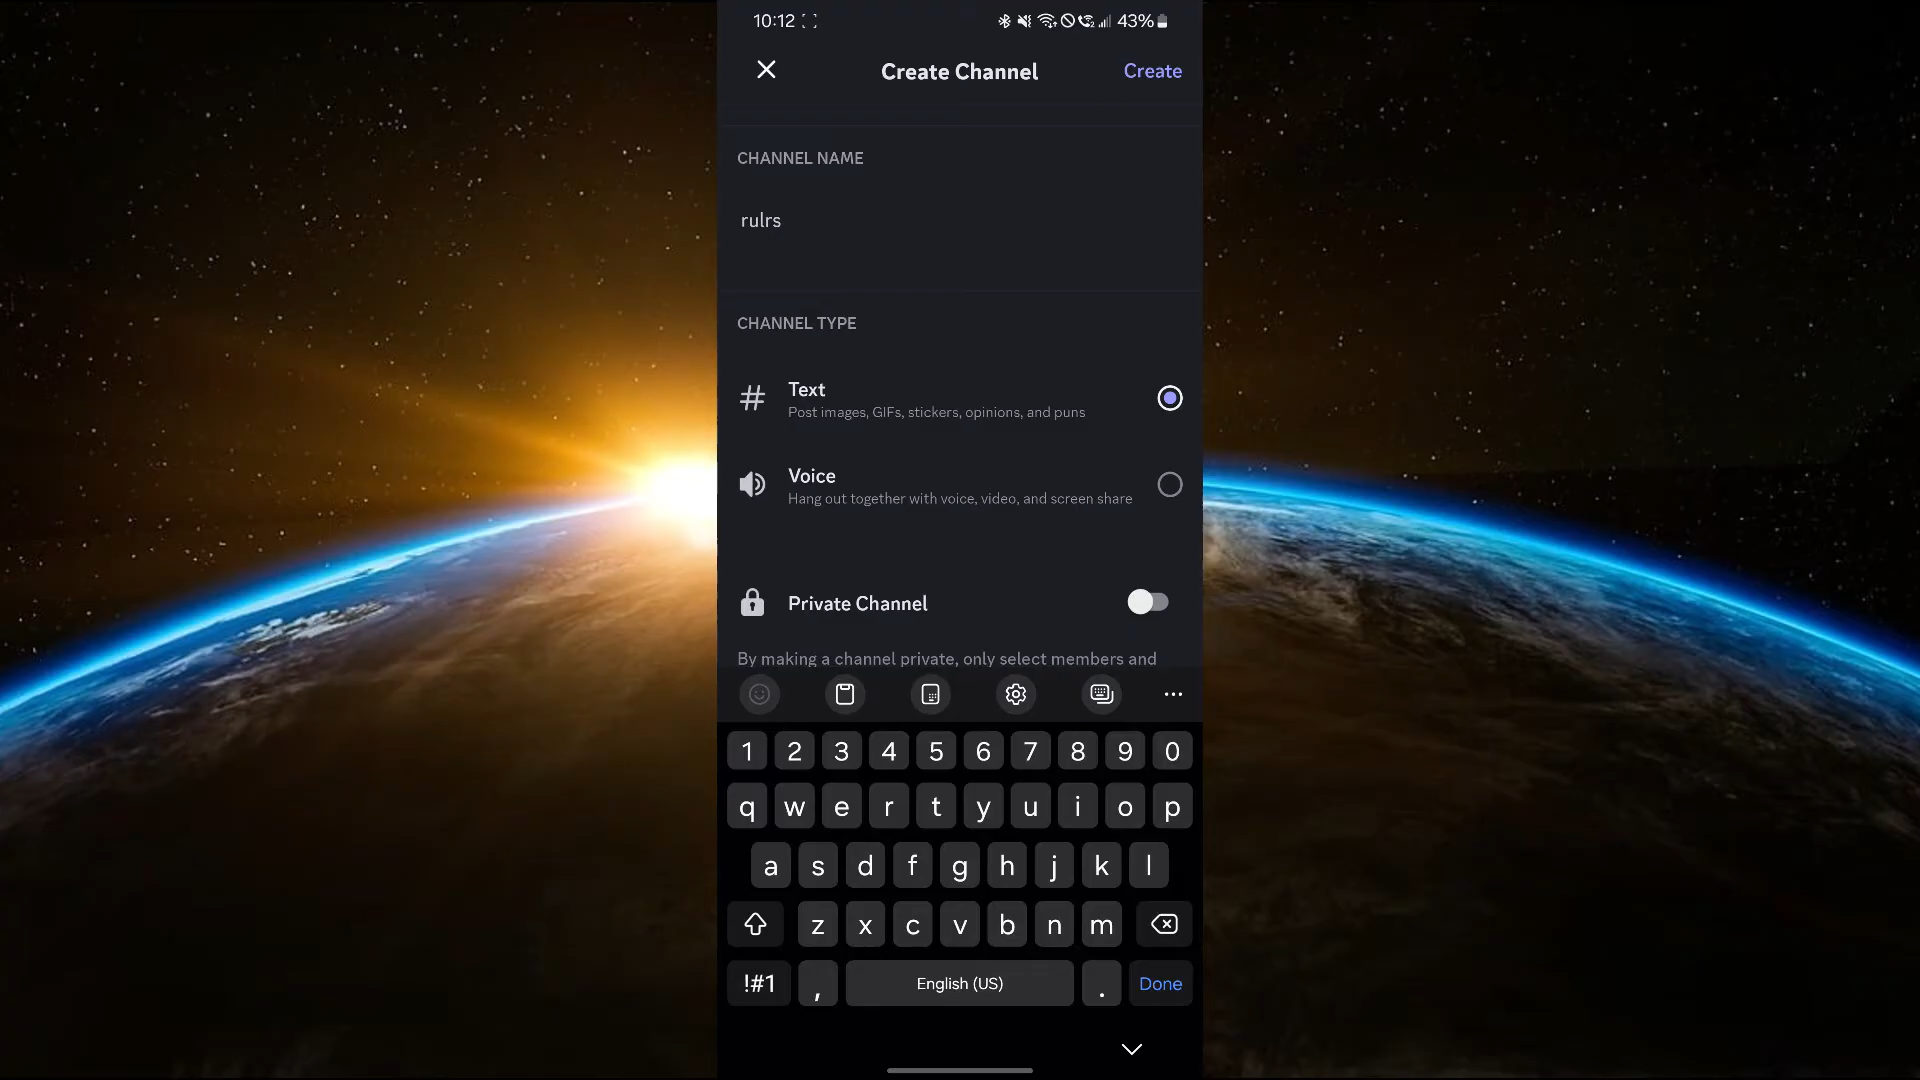 10:12 43%
Create Channel Create
CHANNEL NAME
rulrs
CHANNEL TYPE
# Text
Post images, GIFs, stickers, opinions, and puns
Voice
Hang out together with voice, video, and screen share
Private Channel
By making a channel private, only select members and
1 2 3 4 5 6 7 8 9 0
q w e r t y u i o p
a s d f g h j k l
z x c v b n m
!#1 , English (US) . Done